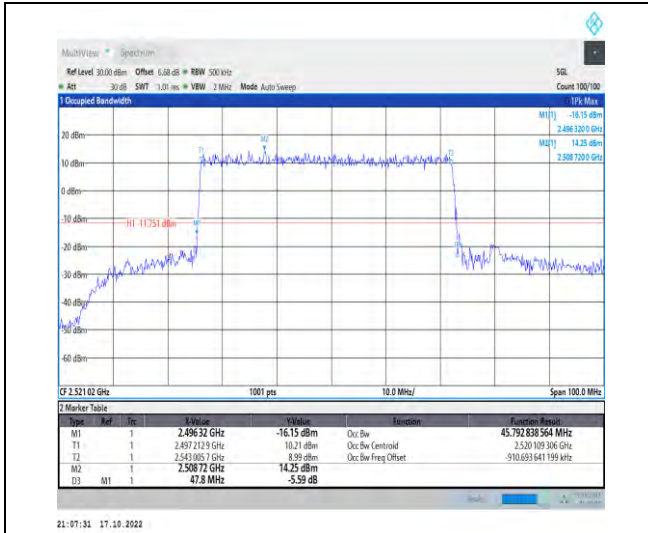 MultiView Spectrum
Ref Level 30.00 dBm Offset 6.68 dB RBW 500 kHz SGL
Att 30 dB SWT 1.01 ms VBW 2 MHz Mode Auto Sweep Count 100/100
1 Occupied Bandwidth 1Pk Max
M1[1] -16.15 dBm
2.496 320 0 GHz
M2[1] 14.25 dBm
2.508 720 0 GHz
20 dBm
10 dBm
0 dBm
-10 dBm
H1 -11.751 dBm
-20 dBm
-30 dBm
-40 dBm
-50 dBm
-60 dBm
T1
M2
T2
M1
CF 2.521 02 GHz 1001 pts 10.0 MHz/ Span 100.0 MHz
2 Marker Table
Type Ref Trc X-Value Y-Value Function Function Result
M1 1 2.496 32 GHz -16.15 dBm Occ Bw 45.792 838 564 MHz
T1 1 2.497 212 9 GHz 10.21 dBm Occ Bw Centroid 2.520 109 306 GHz
T2 1 2.543 005 7 GHz 8.99 dBm Occ Bw Freq Offset -910.693 641 199 kHz
M2 1 2.508 72 GHz 14.25 dBm
D3 M1 1 47.8 MHz -5.59 dB
21:07:31 17.10.2022